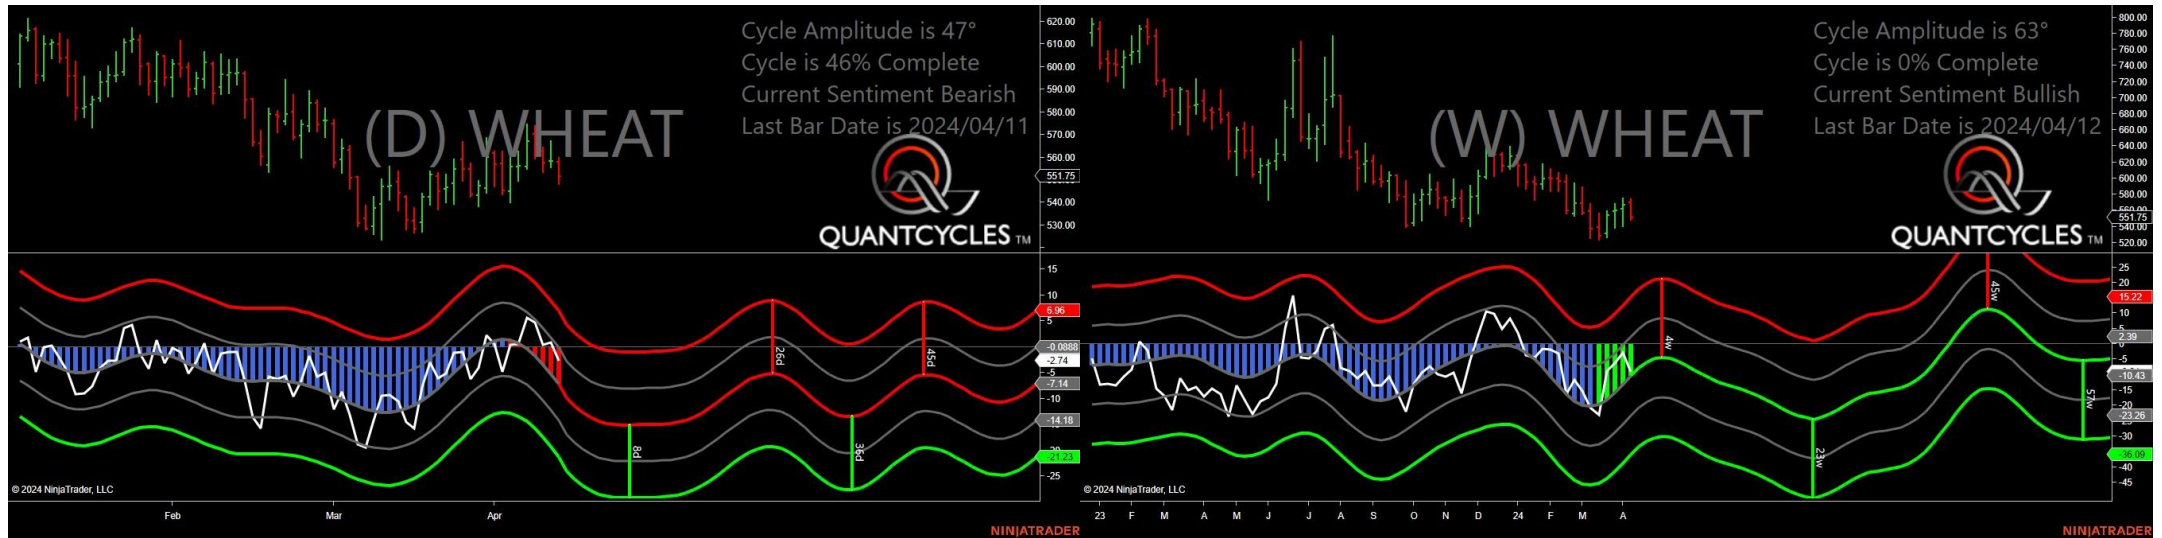 Cycle Amplitude is 47°
Cycle is 46% Complete
Current Sentiment Bearish
Last Bar Date is 2024/04/11
(D) WHEAT
QUANTCYCLES TM
620.00
610.00
600.00
590.00
580.00
570.00
560.00
551.75
540.00
530.00
15
10
6.96
5
-0.0888
-2.74
-5
-7.14
-10
-14.18
-21.23
-25
8d
26d
36d
45d
© 2024 NinjaTrader, LLC
Feb
Mar
Apr
NINJATRADER
Cycle Amplitude is 63°
Cycle is 0% Complete
Current Sentiment Bullish
Last Bar Date is 2024/04/12
(W) WHEAT
QUANTCYCLES TM
800.00
780.00
760.00
740.00
720.00
700.00
680.00
660.00
640.00
620.00
600.00
580.00
560.00
551.75
540.00
520.00
25
20
15.22
10
5
2.39
-5
-10.43
-15
-20
-23.26
-30
-36.09
-40
-45
4w
23w
45w
57w
© 2024 NinjaTrader, LLC
23 F M A M J J A S O N D 24 F M A
NINJATRADER